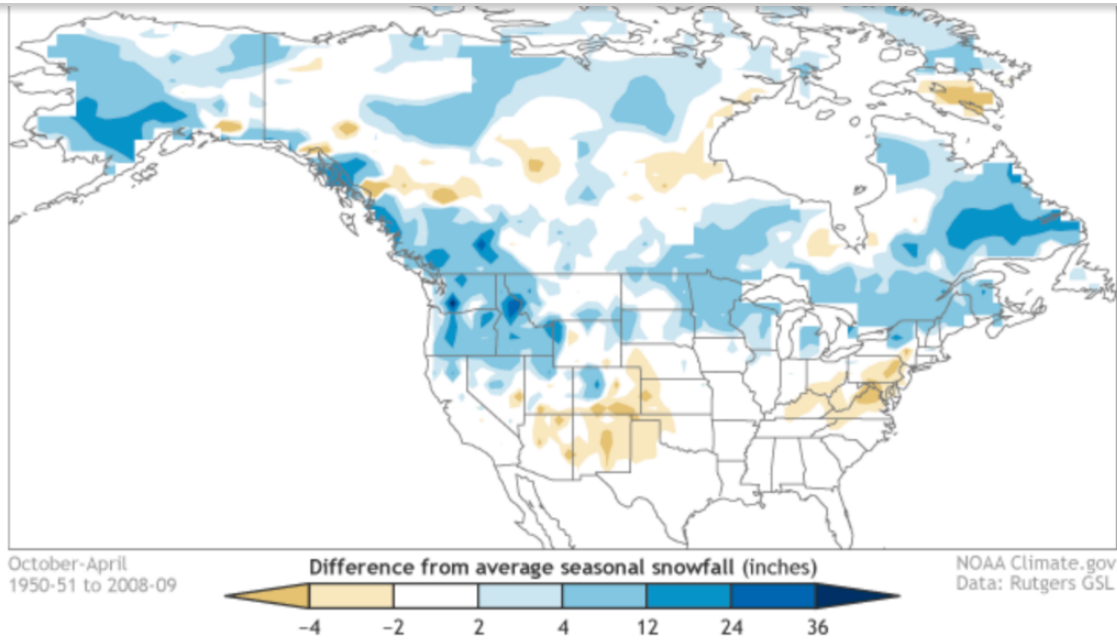 October-April
1950-51 to 2008-09
Difference from average seasonal snowfall (inches)
NOAA Climate.gov
Data: Rutgers GSL
−4 −2 2 4 12 24 36